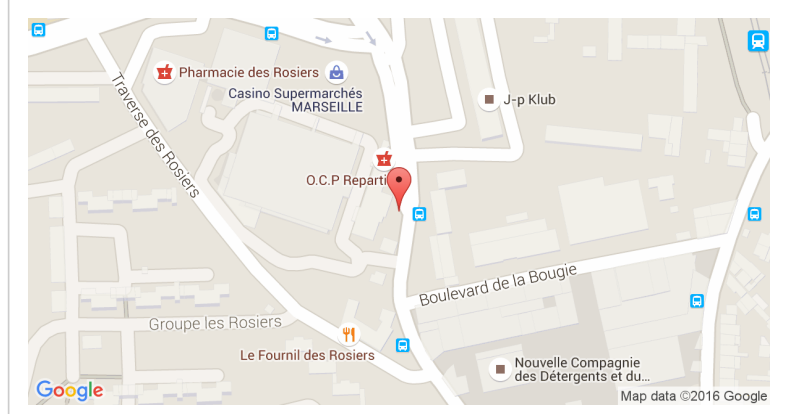 Pharmacie des Rosiers
Casino Supermarchés
MARSEILLE
J-p Klub
Traverse des Rosiers
O.C.P Reparti
Boulevard de la Bougie
Groupe les Rosiers
Le Fournil des Rosiers
Nouvelle Compagnie
des Détergents et du...
Google
Map data ©2016 Google